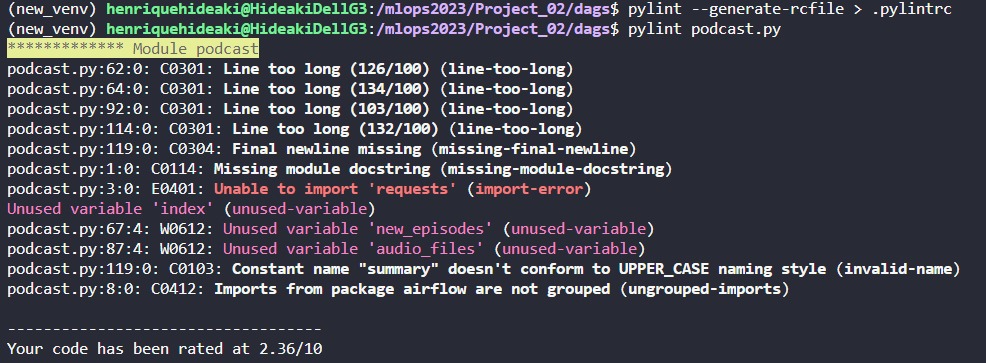 (new_venv) henriquehideaki@HideakiDellG3:/mlops2023/Project_02/dags$ pylint --generate-rcfile > .pylintrc
(new_venv) henriquehideaki@HideakiDellG3:/mlops2023/Project_02/dags$ pylint podcast.py
************* Module podcast
podcast.py:62:0: C0301: Line too long (126/100) (line-too-long)
podcast.py:64:0: C0301: Line too long (134/100) (line-too-long)
podcast.py:92:0: C0301: Line too long (103/100) (line-too-long)
podcast.py:114:0: C0301: Line too long (132/100) (line-too-long)
podcast.py:119:0: C0304: Final newline missing (missing-final-newline)
podcast.py:1:0: C0114: Missing module docstring (missing-module-docstring)
podcast.py:3:0: E0401: Unable to import 'requests' (import-error)
Unused variable 'index' (unused-variable)
podcast.py:67:4: W0612: Unused variable 'new_episodes' (unused-variable)
podcast.py:87:4: W0612: Unused variable 'audio_files' (unused-variable)
podcast.py:119:0: C0103: Constant name "summary" doesn't conform to UPPER_CASE naming style (invalid-name)
podcast.py:8:0: C0412: Imports from package airflow are not grouped (ungrouped-imports)
-----------------------------------
Your code has been rated at 2.36/10